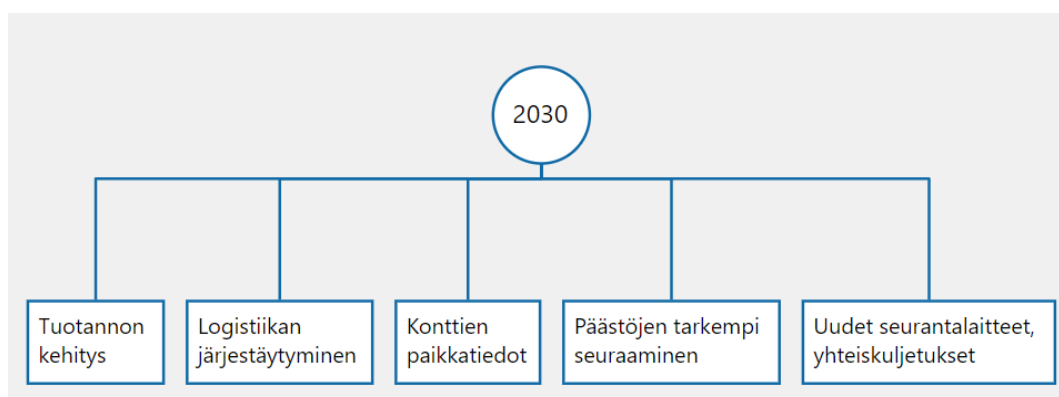 2030
Tuotannon
kehitys
Logistiikan
järjestäytyminen
Konttien
paikkatiedot
Päästöjen tarkempi
seuraaminen
Uudet seurantalaitteet,
yhteiskuljetukset